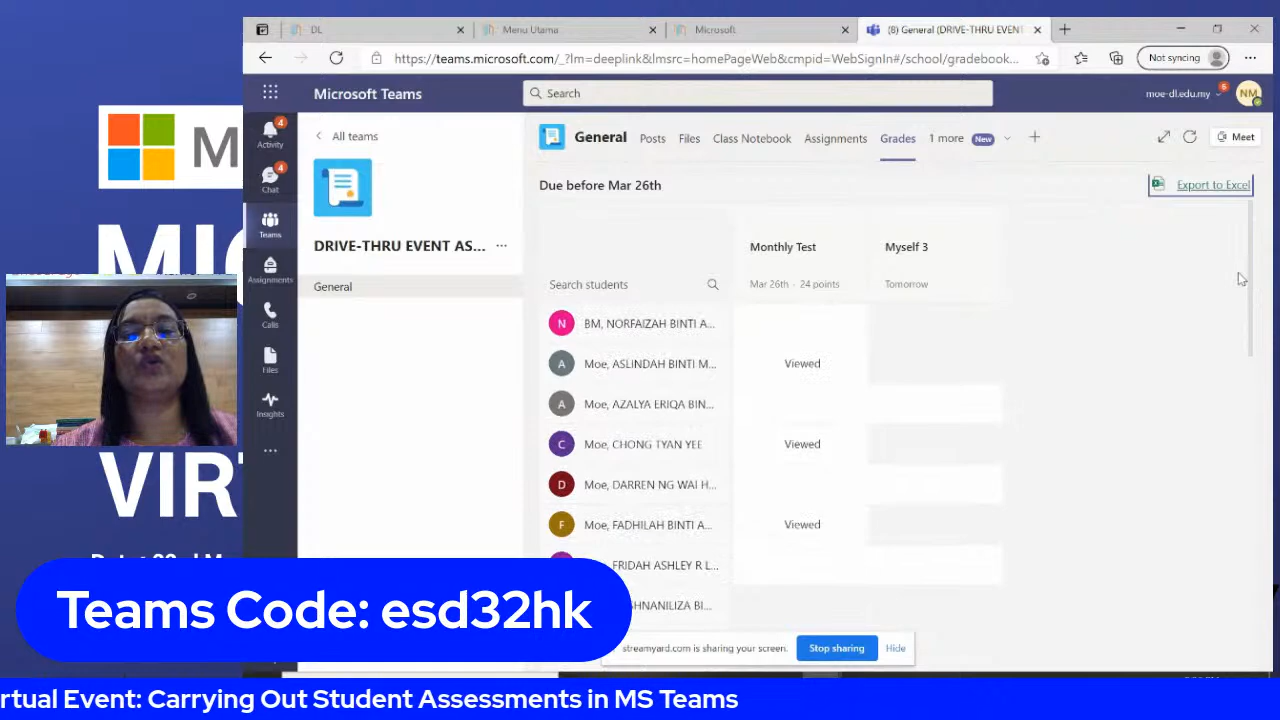 DL
Menu Utama
Microsoft
(8) General (DRIVE-THRU EVENT
https://teams.microsoft.com/_?lm=deeplink&lmsrc=homePageWeb&cmpid=WebSignIn#/school/gradebook...
Not syncing
Microsoft Teams
Search
moe-dl.edu.my
6
NM
4
Activity
4
Chat
Teams
Assignments
Calls
Files
Insights
All teams
DRIVE-THRU EVENT AS...
General
General
Posts
Files
Class Notebook
Assignments
Grades
1 more
New
Meet
Due before Mar 26th
Export to Excel
Monthly Test
Myself 3
Search students
Mar 26th · 24 points
Tomorrow
N
BM, NORFAIZAH BINTI A...
A
Moe, ASLINDAH BINTI M...
Viewed
A
Moe, AZALYA ERIQA BIN...
C
Moe, CHONG TYAN YEE
Viewed
D
Moe, DARREN NG WAI H...
F
Moe, FADHILAH BINTI A...
Viewed
Moe, FRIDAH ASHLEY R L...
streamyard.com is sharing your screen.
Stop sharing
Hide
M
VIRT
Teams Code: esd32hk
rtual Event: Carrying Out Student Assessments in MS Teams